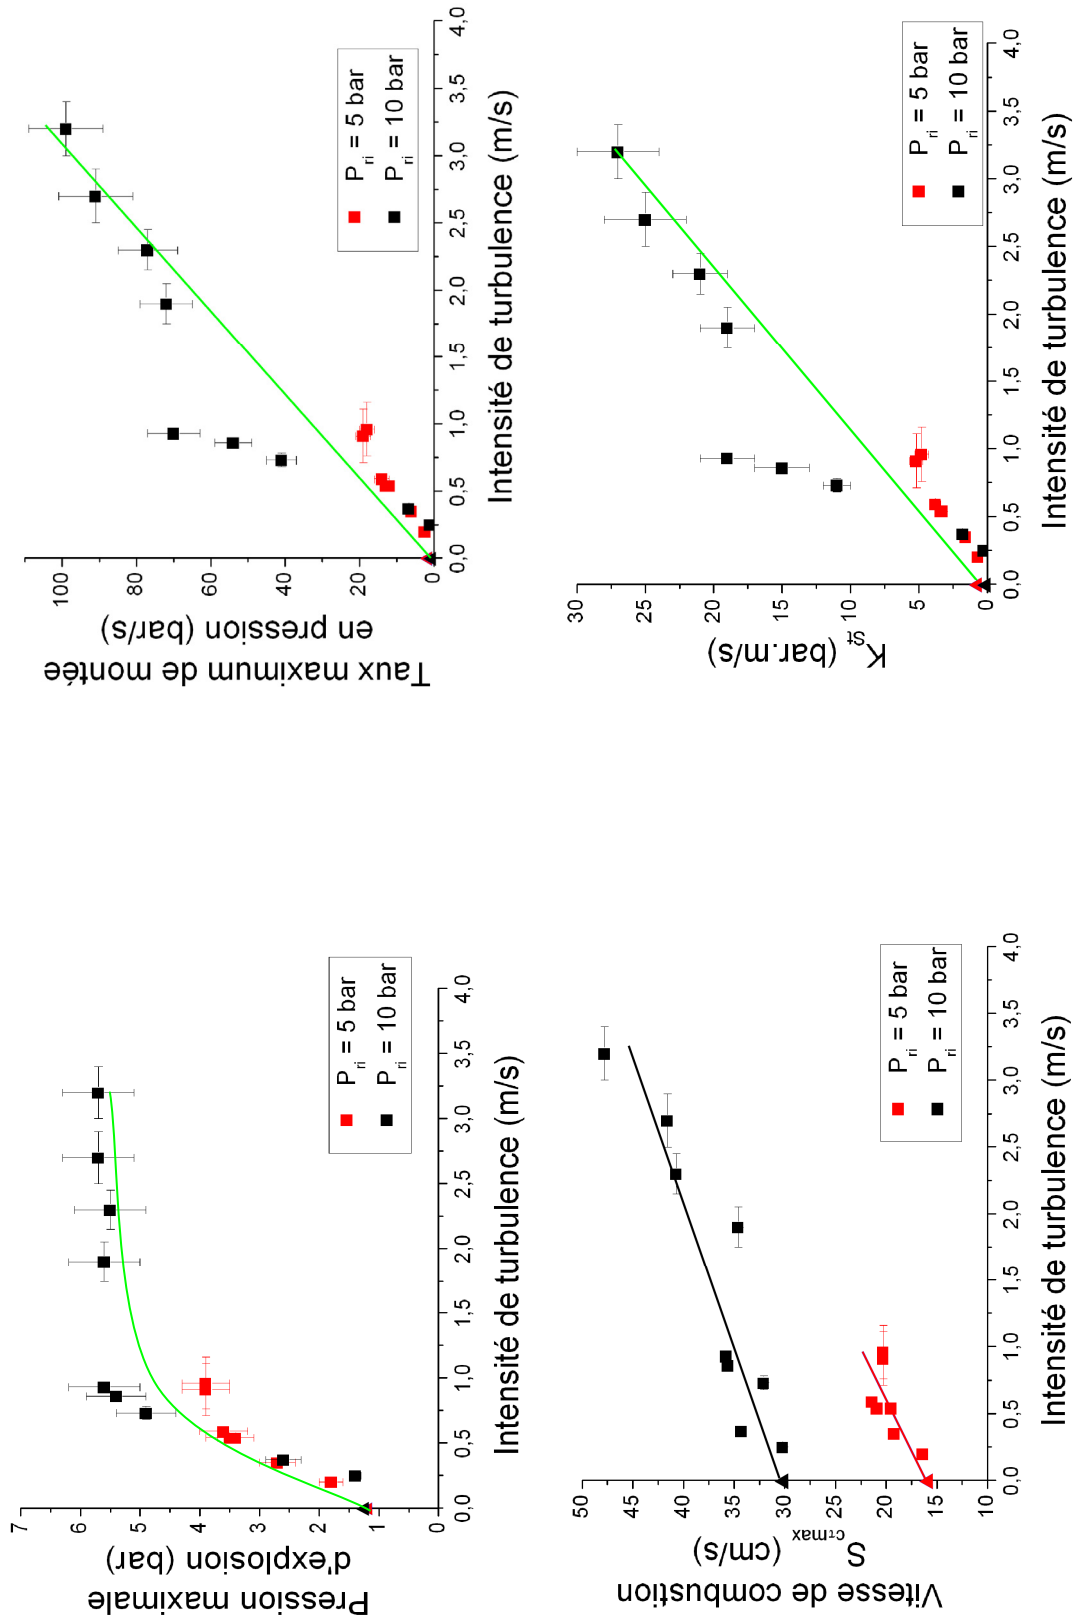 Pression maximale
d'explosion (bar)
7
6
5
4
3
2
1
0
0,0 0,5 1,0 1,5 2,0 2,5 3,0 3,5 4,0
Intensité de turbulence (m/s)
P_ri = 5 bar
P_ri = 10 bar
Taux maximum de montée
en pression (bar/s)
100
80
60
40
20
0
0,0 0,5 1,0 1,5 2,0 2,5 3,0 3,5 4,0
Intensité de turbulence (m/s)
P_ri = 5 bar
P_ri = 10 bar
Vitesse de combustion
S_cτmax (cm/s)
50
45
40
35
30
25
20
15
10
0,0 0,5 1,0 1,5 2,0 2,5 3,0 3,5 4,0
Intensité de turbulence (m/s)
P_ri = 5 bar
P_ri = 10 bar
K_St (bar.m/s)
30
25
20
15
10
5
0
0,0 0,5 1,0 1,5 2,0 2,5 3,0 3,5 4,0
Intensité de turbulence (m/s)
P_ri = 5 bar
P_ri = 10 bar